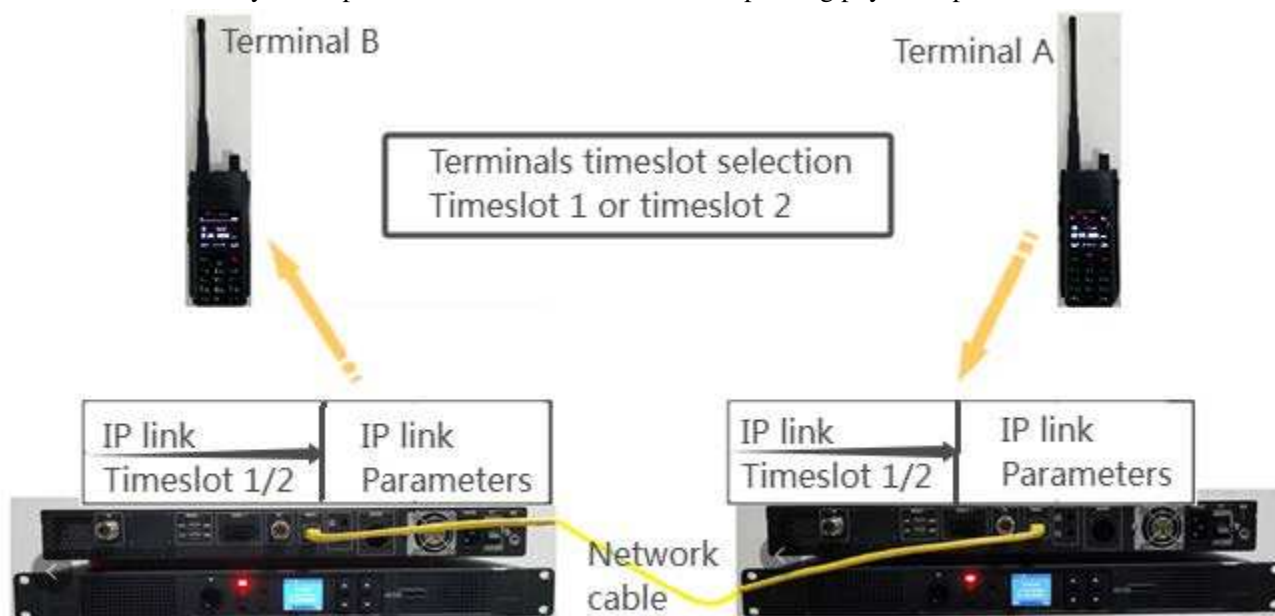 Terminal B
Terminal A
Terminals timeslot selection
Timeslot 1 or timeslot 2
IP link
Timeslot 1/2
IP link
Parameters
IP link
Timeslot 1/2
IP link
Parameters
Network
cable